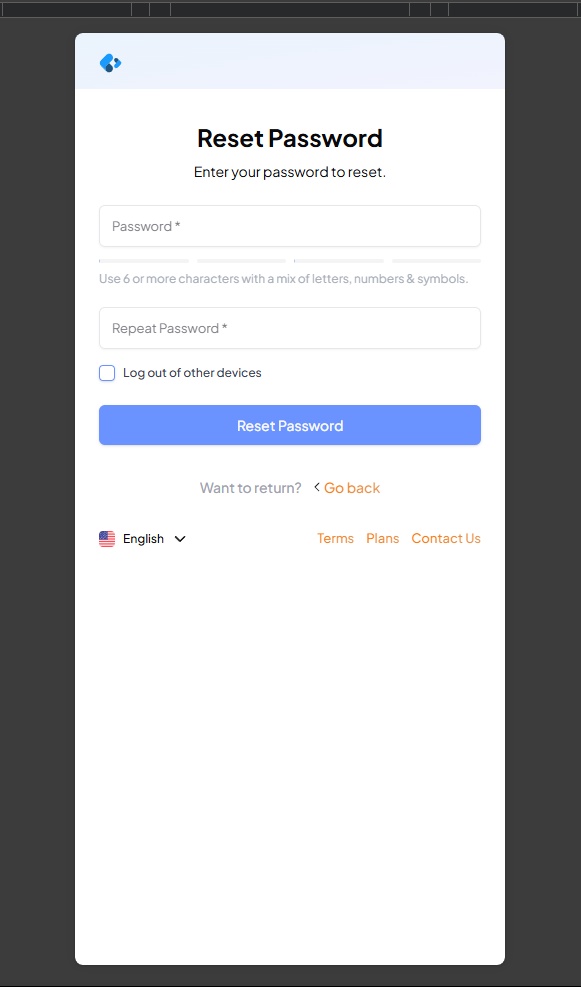 Reset Password
Enter your password to reset.
Password *
Use 6 or more characters with a mix of letters, numbers & symbols.
Repeat Password *
Log out of other devices
Reset Password
Want to return? Go back
English Terms Plans Contact Us